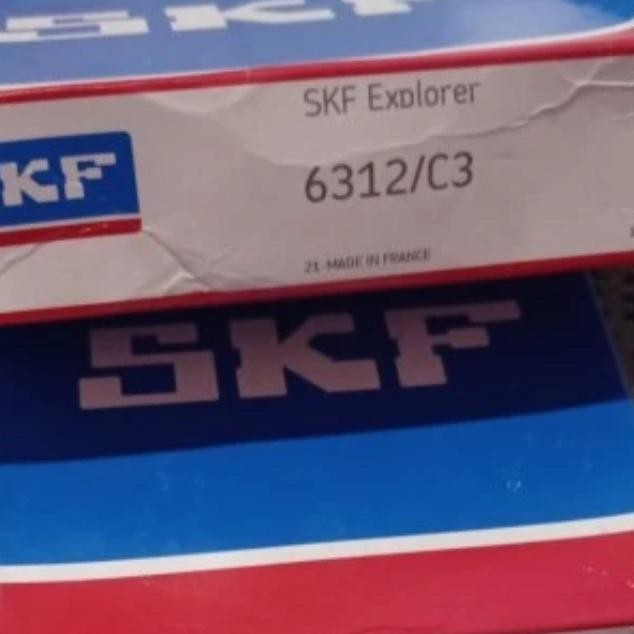 SKF
SKF Explorer
SKF
6312/C3
21 MADE IN FRANCE
SKF